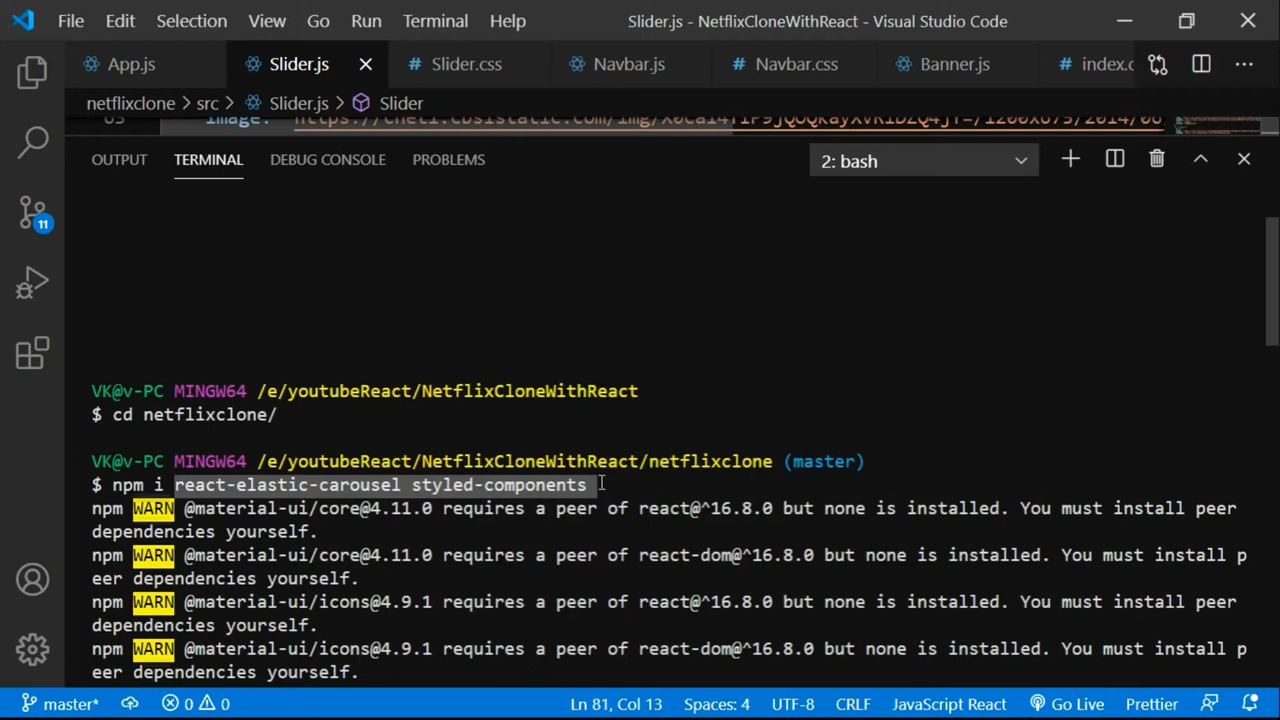 File Edit Selection View Go Run Terminal Help Slider.js - NetflixCloneWithReact - Visual Studio Code
App.js Slider.js # Slider.css Navbar.js # Navbar.css Banner.js # index.c
netflixclone > src > Slider.js > Slider
63 image:
OUTPUT TERMINAL DEBUG CONSOLE PROBLEMS 2: bash
11
VK@v-PC MINGW64 /e/youtubeReact/NetflixCloneWithReact
$ cd netflixclone/
VK@v-PC MINGW64 /e/youtubeReact/NetflixCloneWithReact/netflixclone (master)
$ npm i react-elastic-carousel styled-components
npm WARN @material-ui/core@4.11.0 requires a peer of react@^16.8.0 but none is installed. You must install peer
dependencies yourself.
npm WARN @material-ui/core@4.11.0 requires a peer of react-dom@^16.8.0 but none is installed. You must install p
eer dependencies yourself.
npm WARN @material-ui/icons@4.9.1 requires a peer of react@^16.8.0 but none is installed. You must install peer
dependencies yourself.
npm WARN @material-ui/icons@4.9.1 requires a peer of react-dom@^16.8.0 but none is installed. You must install p
eer dependencies yourself.
master* 0 0 Ln 81, Col 13 Spaces: 4 UTF-8 CRLF JavaScript React Go Live Prettier